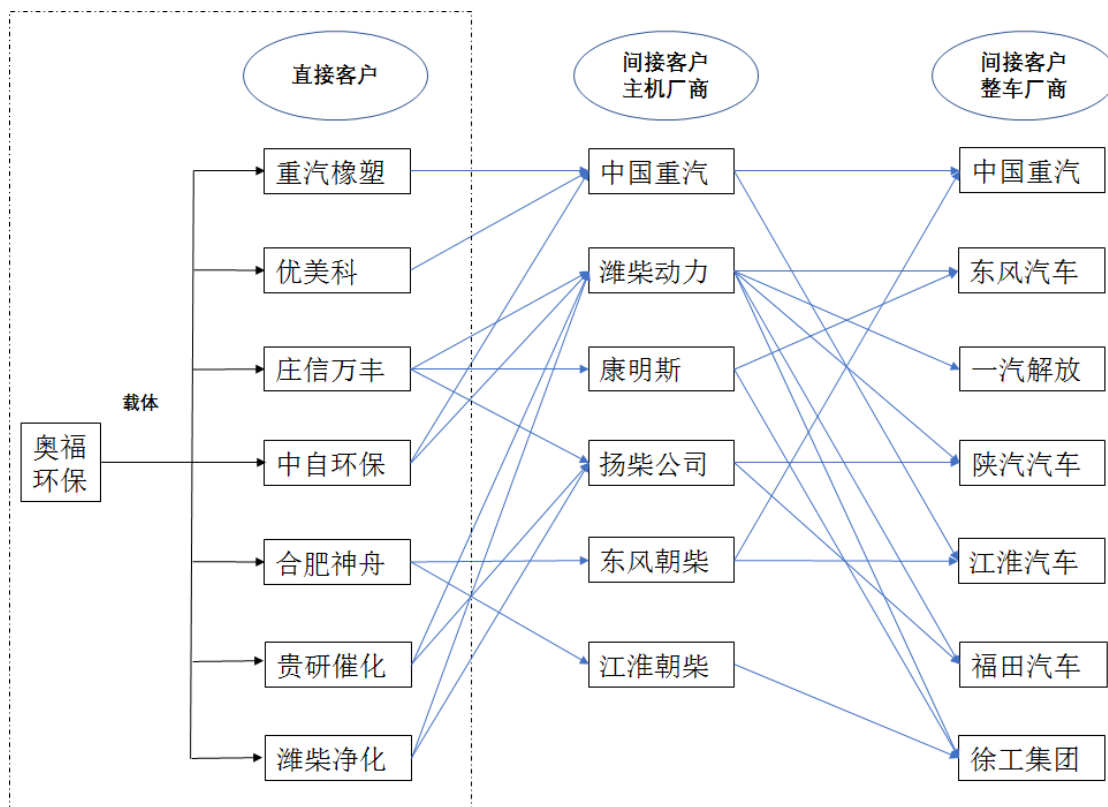 直接客户
间接客户
主机厂商
间接客户
整车厂商
重汽橡塑
中国重汽
中国重汽
优美科
潍柴动力
东风汽车
庄信万丰
康明斯
一汽解放
载体
奥福
环保
中自环保
扬柴公司
陕汽汽车
合肥神舟
东风朝柴
江淮汽车
贵研催化
江淮朝柴
福田汽车
潍柴净化
徐工集团